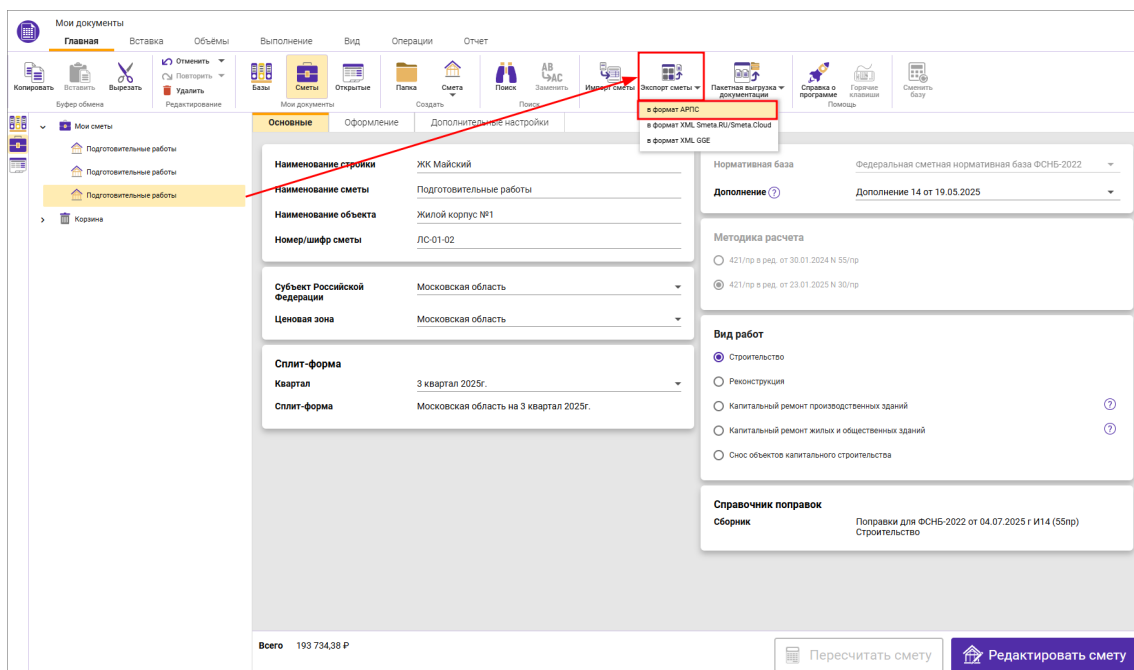 Мои документы
Главная Вставка Объёмы Выполнение Вид Операции Отчет
Копировать Вставить Вырезать
Отменить
Повторить
Удалить
Буфер обмена Редактирование
Базы Сметы Открытые
Мои документы
Папка Смета
Создать
Поиск
AB
AC
Заменить
Поиск
Импорт сметы Экспорт сметы Пакетная выгрузка документации
Справка о программе Горячие клавиши
Помощь
Сменить базу
в формат АРПС
в формат XML Smeta.RU/Smeta.Cloud
в формат XML GGE
Мои сметы
Подготовительные работы
Подготовительные работы
Подготовительные работы
Корзина
Основные Оформление Дополнительные настройки
Наименование стройки ЖК Майский
Наименование сметы Подготовительные работы
Наименование объекта Жилой корпус №1
Номер/шифр сметы ЛС-01-02
Субъект Российской Федерации Московская область
Ценовая зона Московская область
Сплит-форма
Квартал 3 квартал 2025г.
Сплит-форма Московская область на 3 квартал 2025г.
Нормативная база Федеральная сметная нормативная база ФСНБ-2022
Дополнение ? Дополнение 14 от 19.05.2025
Методика расчета
421/пр в ред. от 30.01.2024 N 55/пр
421/пр в ред. от 23.01.2025 N 30/пр
Вид работ
Строительство
Реконструкция
Капитальный ремонт производственных зданий ?
Капитальный ремонт жилых и общественных зданий ?
Снос объектов капитального строительства
Справочник поправок
Сборник Поправки для ФСНБ-2022 от 04.07.2025 г И14 (55пр)
Строительство
Всего 193 734,38 ₽
Пересчитать смету Редактировать смету